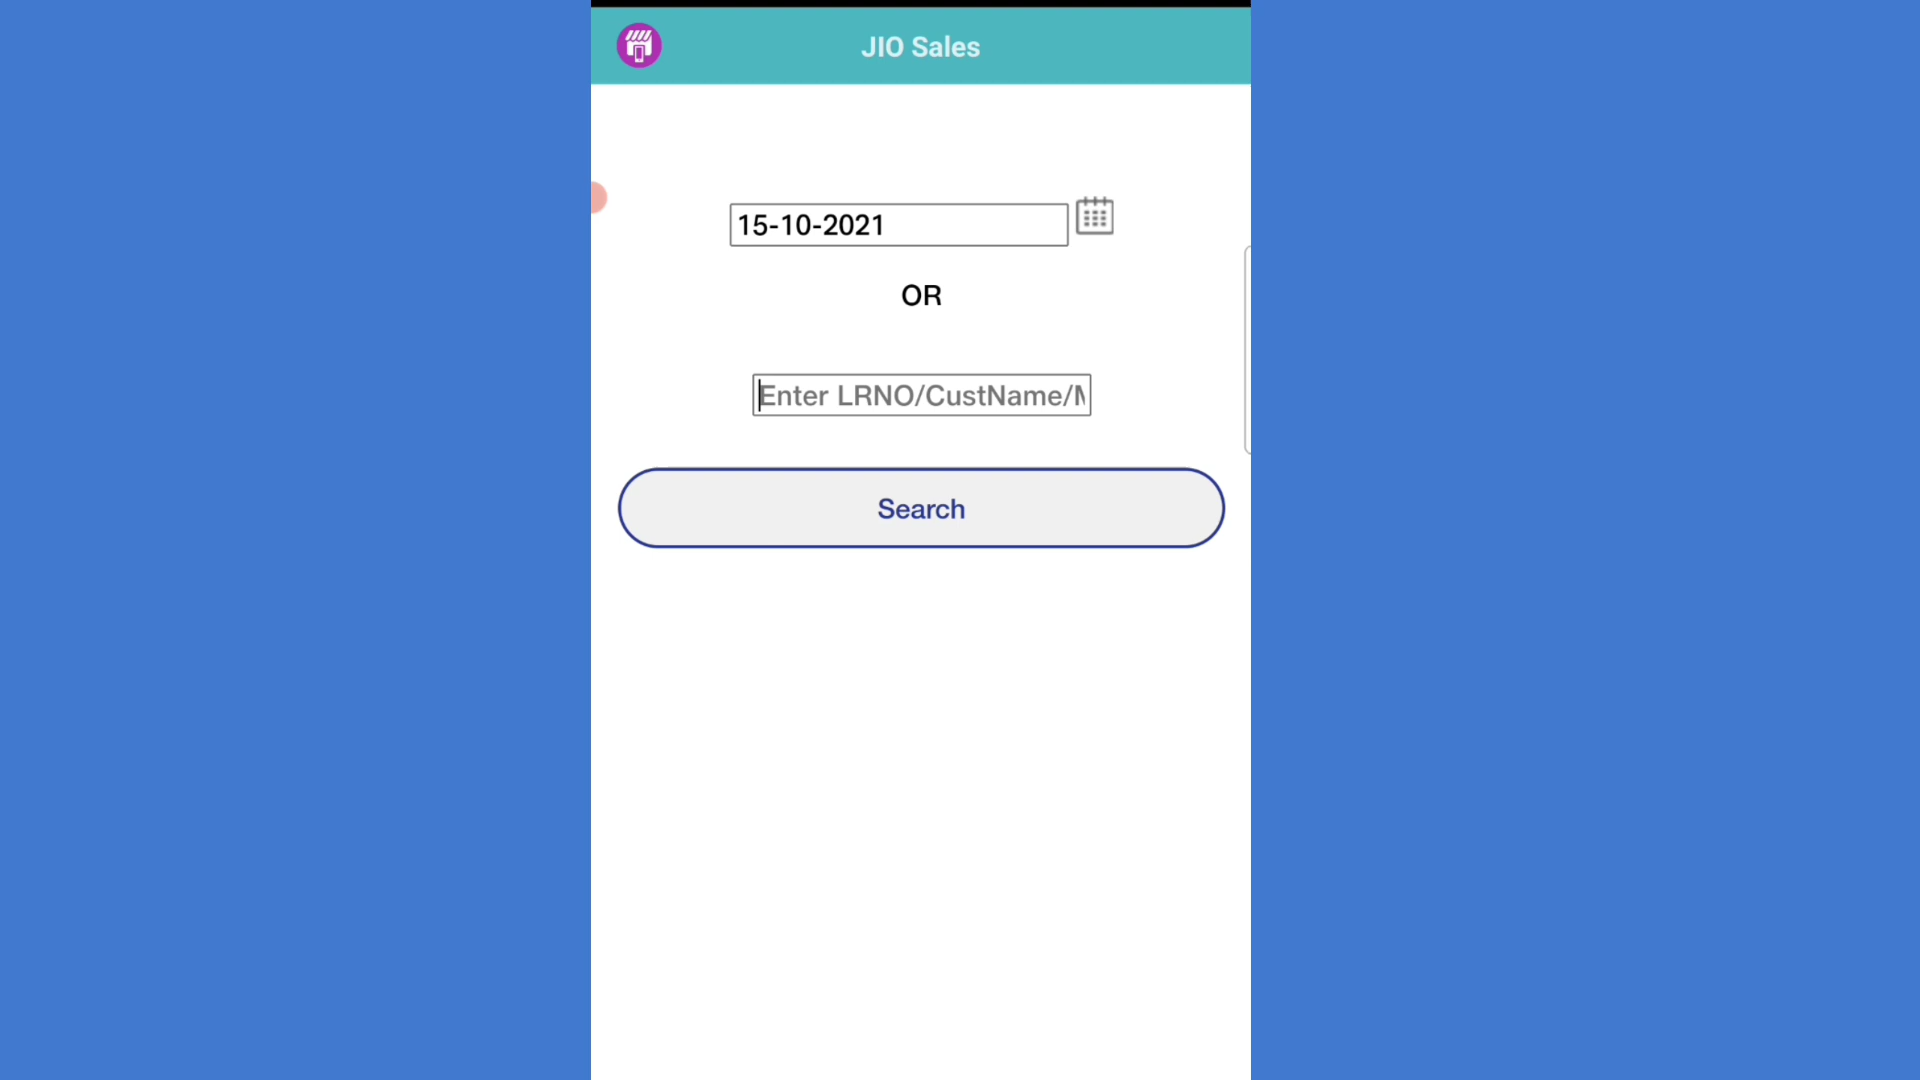 JIO Sales
15-10-2021
OR
Enter LRNO/CustName/
Search